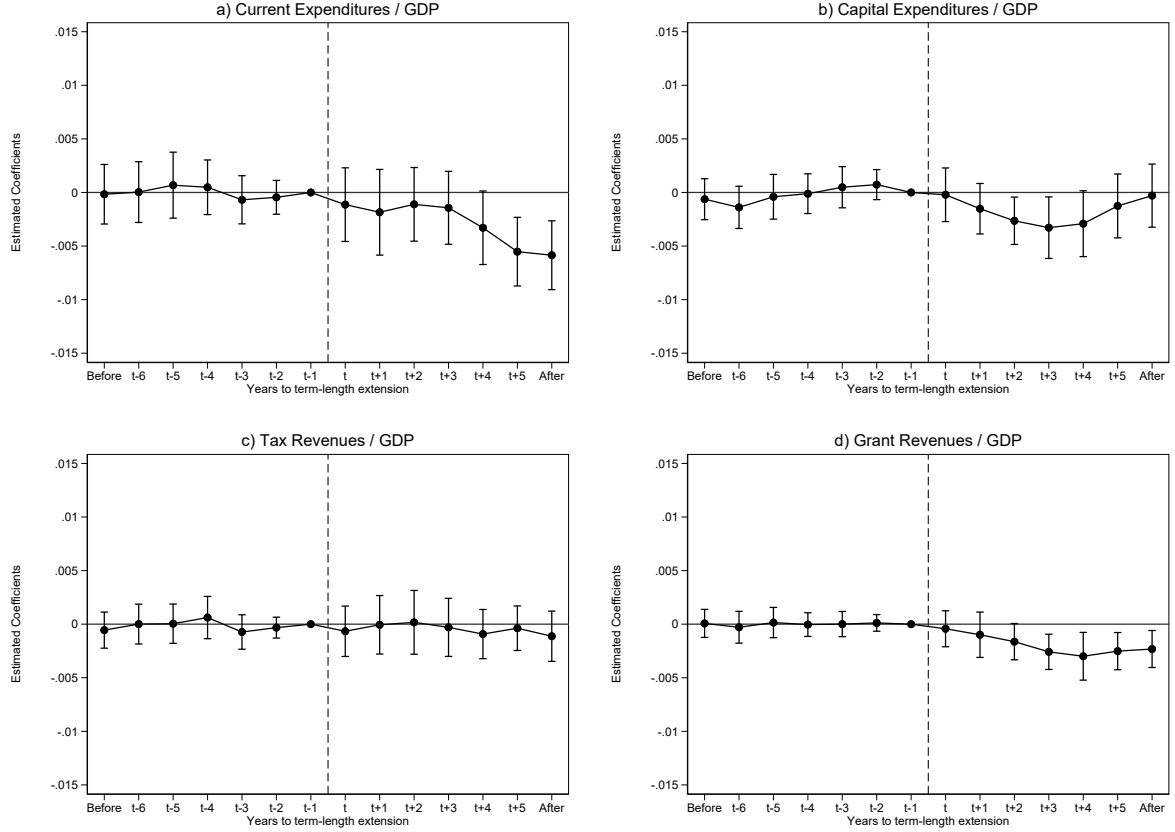 a) Current Expenditures / GDP
Estimated Coefficients
.015
.01
.005
0
-.005
-.01
-.015
Before t-6 t-5 t-4 t-3 t-2 t-1 t t+1 t+2 t+3 t+4 t+5 After
Years to term-length extension
b) Capital Expenditures / GDP
Estimated Coefficients
.015
.01
.005
0
-.005
-.01
-.015
Before t-6 t-5 t-4 t-3 t-2 t-1 t t+1 t+2 t+3 t+4 t+5 After
Years to term-length extension
c) Tax Revenues / GDP
Estimated Coefficients
.015
.01
.005
0
-.005
-.01
-.015
Before t-6 t-5 t-4 t-3 t-2 t-1 t t+1 t+2 t+3 t+4 t+5 After
Years to term-length extension
d) Grant Revenues / GDP
Estimated Coefficients
.015
.01
.005
0
-.005
-.01
-.015
Before t-6 t-5 t-4 t-3 t-2 t-1 t t+1 t+2 t+3 t+4 t+5 After
Years to term-length extension